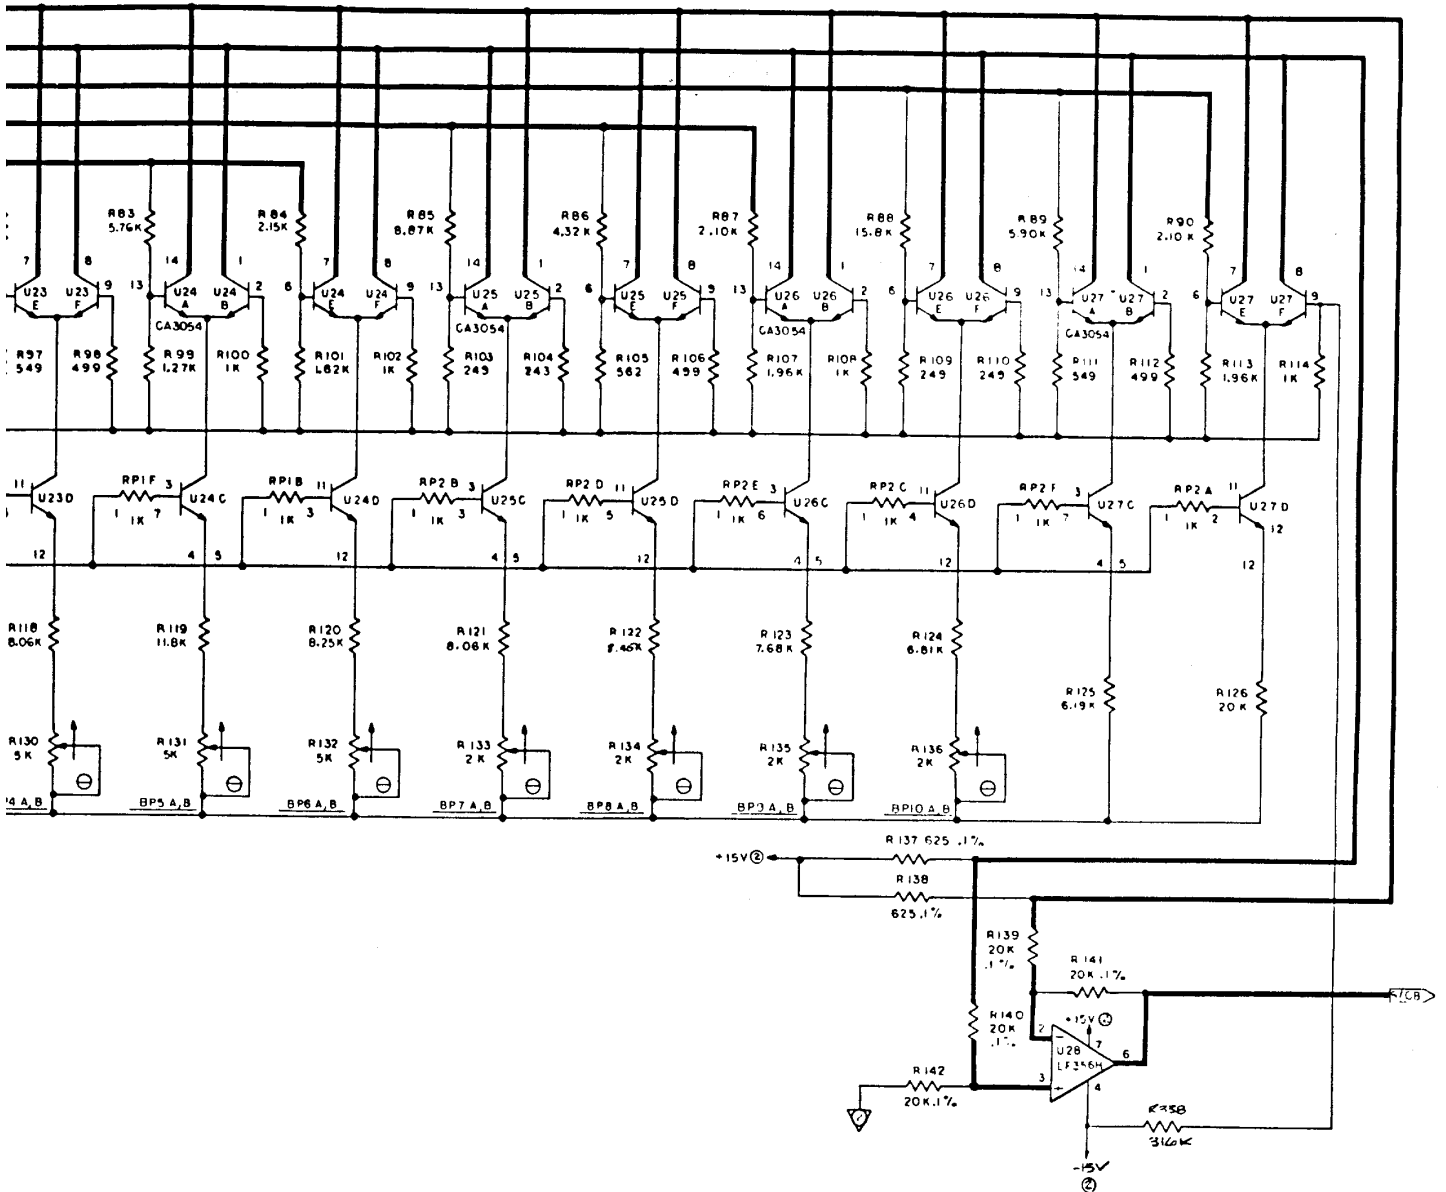 R83 R84 R85 R86 R87 R88 R89 R90
5.76K 2.15K 8.87K 4.32K 2.10K 15.8K 5.90K 2.10K
7 8 14 1 7 8 14 1 7 8 14 1 7 8 14 1 7 8
U23 U23 9 13 U24 U24 2 6 U24 U24 9 13 U25 U25 2 6 U25 U25 9 13 U26 U26 2 6 U26 U26 9 13 U27 U27 2 6 U27 U27 9
E F A B E F A B E F A B E F A B E F
CA3054 CA3054 CA3054 CA3054
R97 R98 R99 R100 R101 R102 R103 R104 R105 R106 R107 R108 R109 R110 R111 R112 R113 R114
549 499 1.27K 1K 1.62K 1K 249 243 562 499 1.96K 1K 249 249 549 499 1.96K 1K
11 RP1F 3 RP1B 11 RP2B 3 RP2D 11 RP2E 3 RP2C 11 RP2F 3 RP2A 11
U23D U24C U24D U25C U25D U26C U26D U27C U27D
1 1K 7 1 1K 3 1 1K 3 1 1K 5 1 1K 6 1 1K 4 1 1K 7 1 1K 2 12
12 4 5 12 4 5 12 4 5 12 4 5 12
R118 R119 R120 R121 R122 R123 R124
8.06K 11.8K 8.25K 8.06K 8.45K 7.68K 6.81K
R125 R126
6.19K 20K
R130 R131 R132 R133 R134 R135 R136
5K 5K 5K 2K 2K 2K 2K
BP5 A,B BP6 A,B BP7 A,B BP8 A,B BP9 A,B BP10 A,B
R137 625 .1%
+15V ②
R138
625 .1%
R139
20K
.1%
R141
20K .1%
R140
20K
.1%
+15V ②
2 7
U28 6
LF356H
3 4
R142
20K .1%
R358
316K
-15V
②